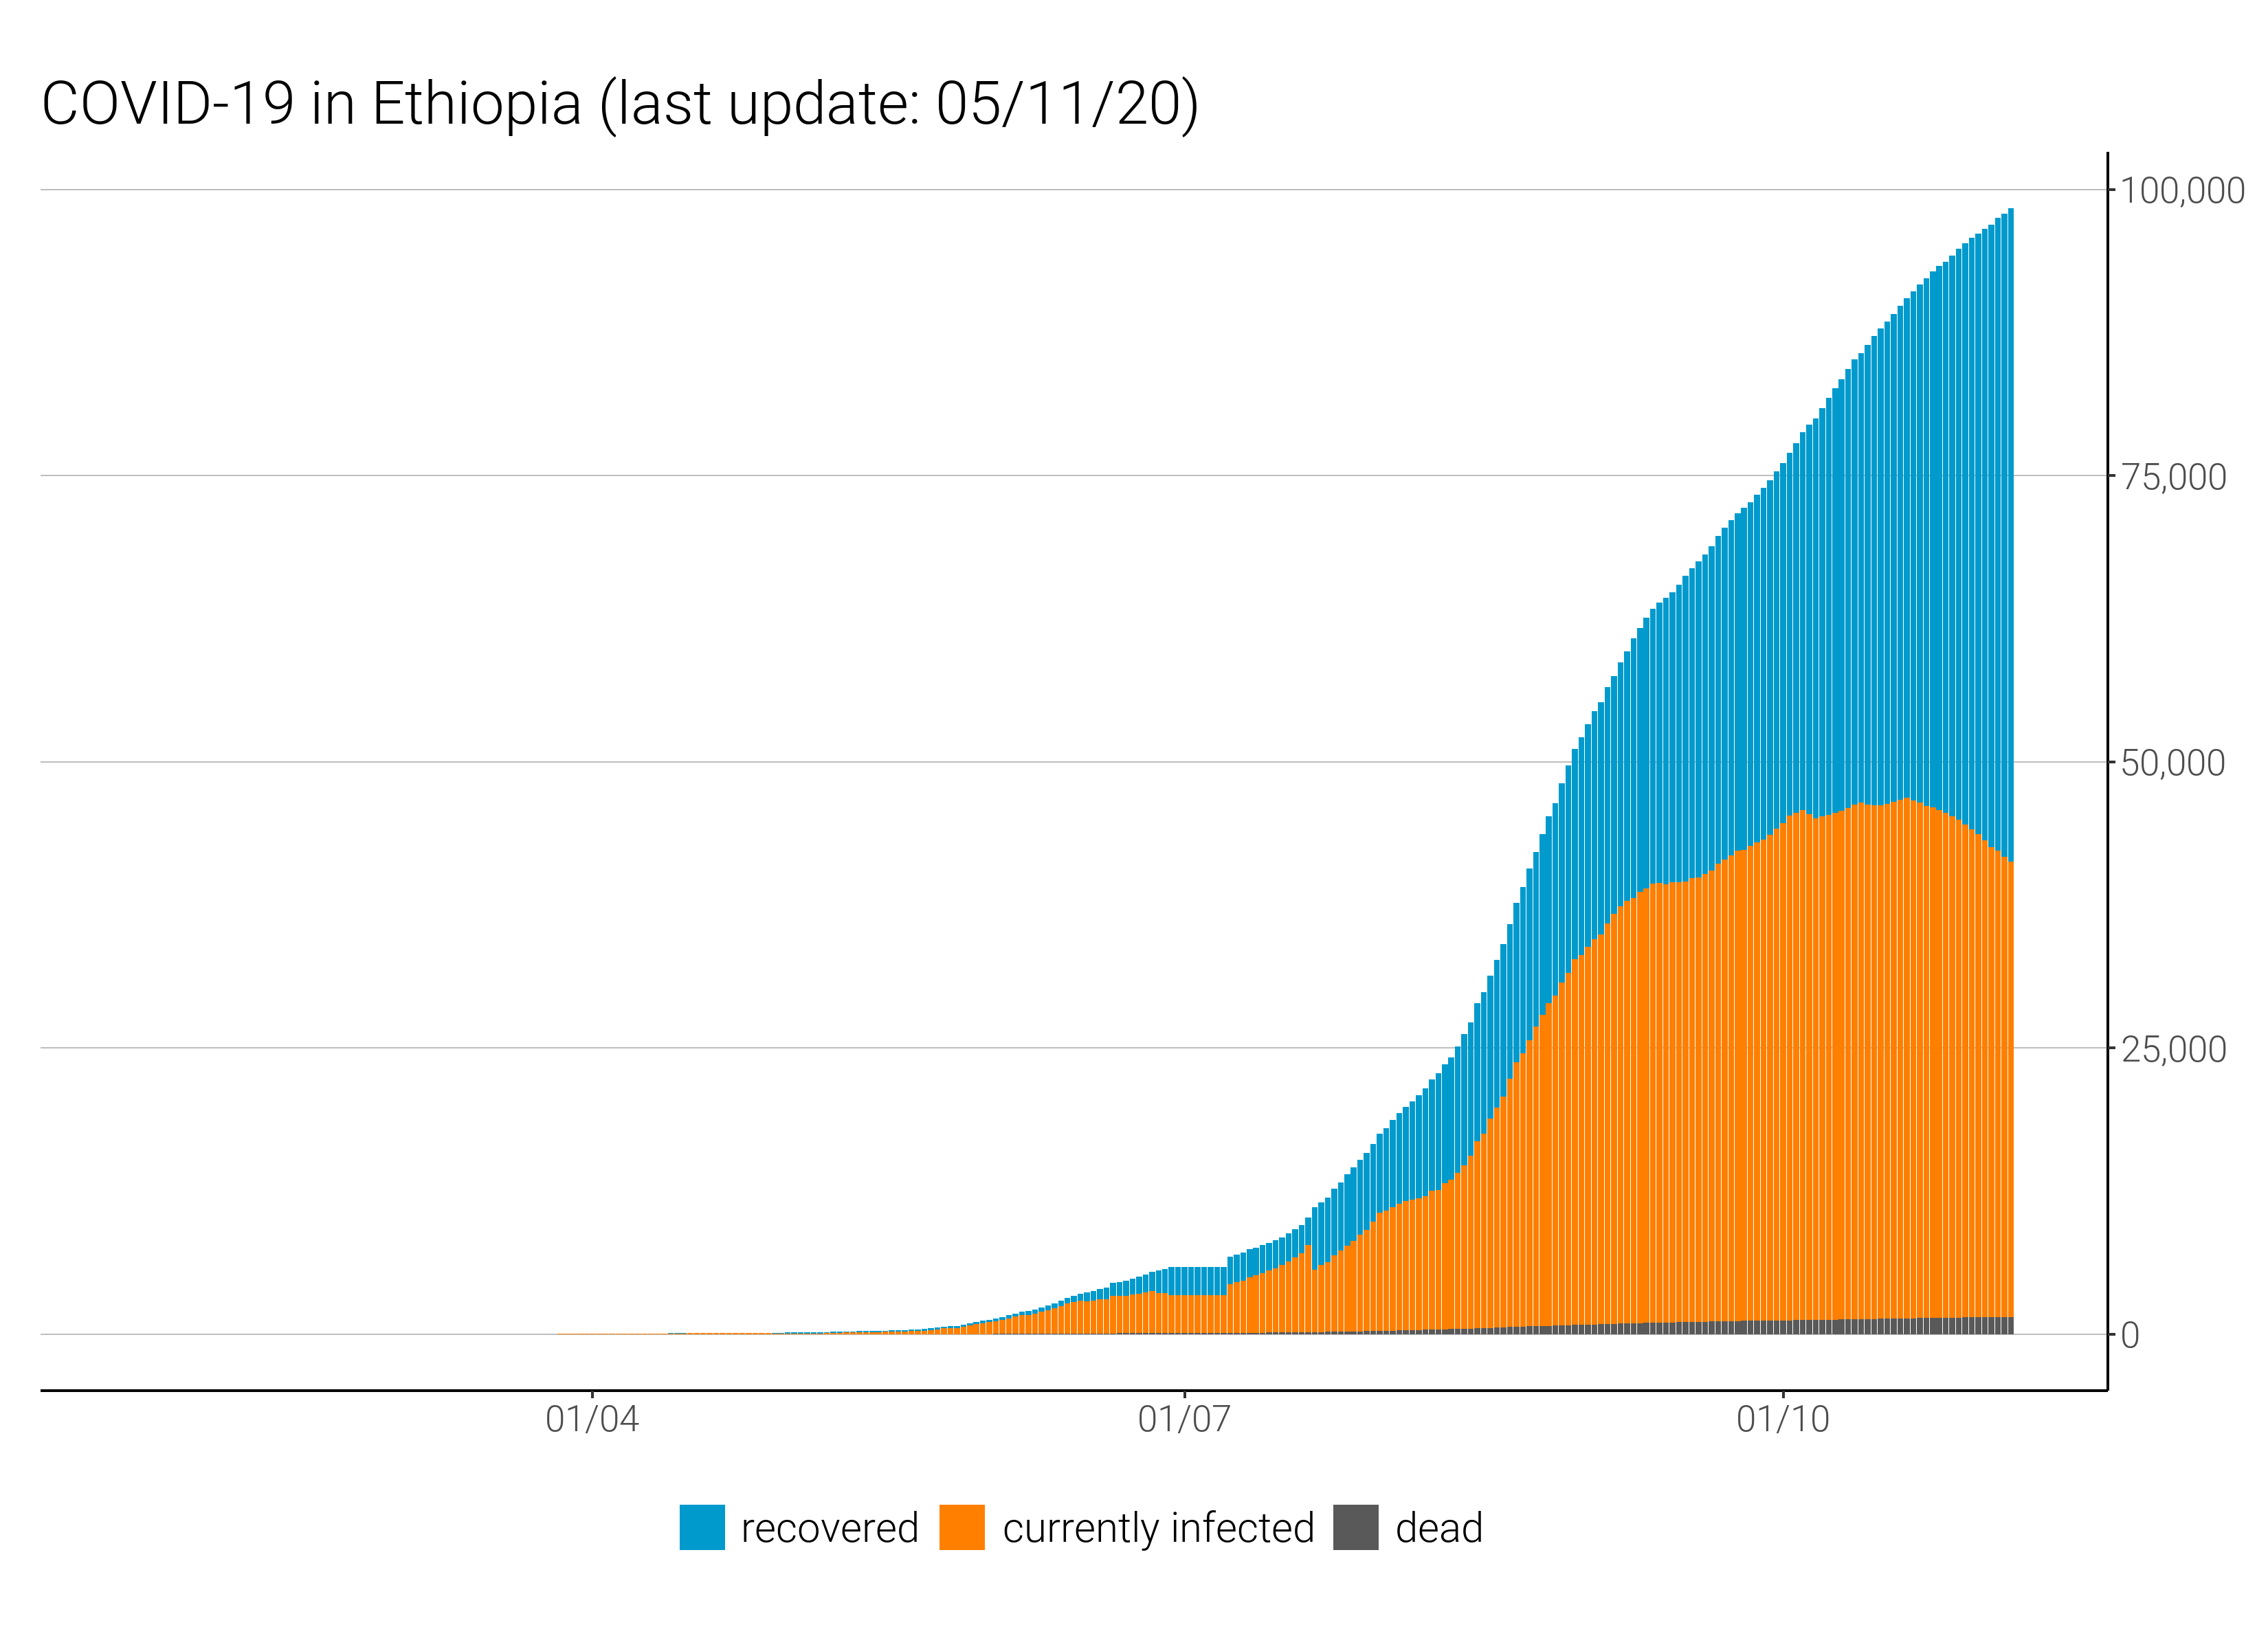 COVID-19 in Ethiopia (last update: 05/11/20)
100,000
75,000
50,000
25,000
0
01/04 01/07 01/10
recovered currently infected dead